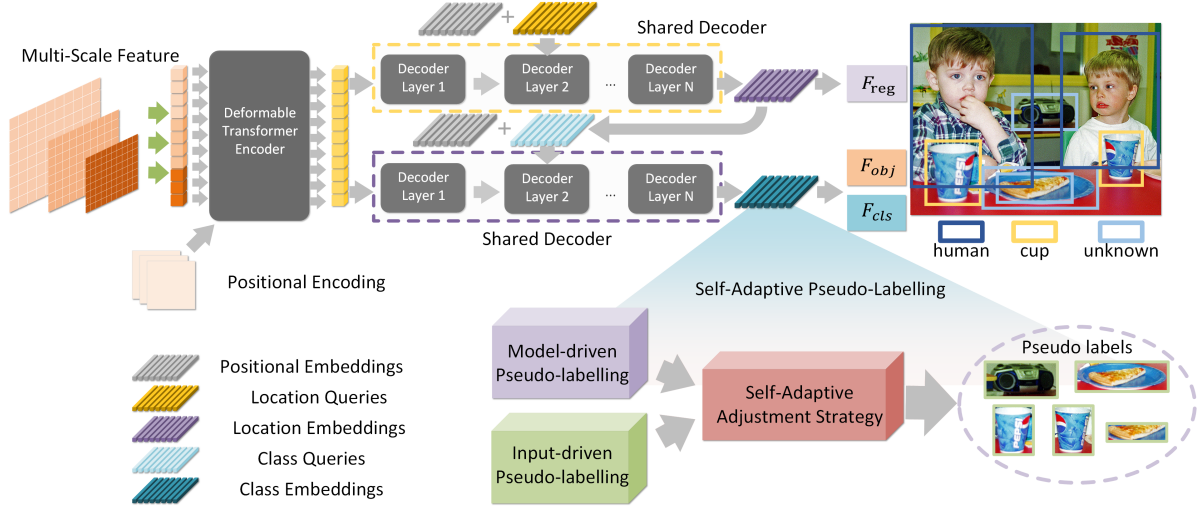 Multi-Scale Feature
Deformable
Transformer
Encoder
Positional Encoding
+
Shared Decoder
Decoder
Layer 1
Decoder
Layer 2
...
Decoder
Layer N
F_reg
+
Decoder
Layer 1
Decoder
Layer 2
...
Decoder
Layer N
Shared Decoder
F_obj
F_cls
PEPSI
human
cup
unknown
Self-Adaptive Pseudo-Labelling
Positional Embeddings
Location Queries
Location Embeddings
Class Queries
Class Embeddings
Model-driven
Pseudo-labelling
Input-driven
Pseudo-labelling
Self-Adaptive
Adjustment Strategy
Pseudo labels
PEPSI